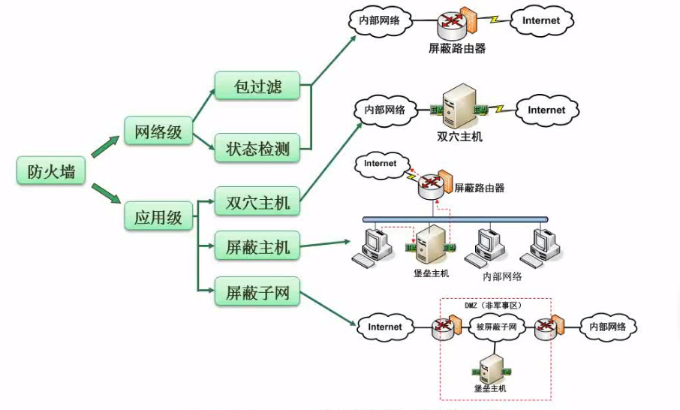 防火墙
网络级
应用级
包过滤
状态检测
双穴主机
屏蔽主机
屏蔽子网
内部网络
Internet
屏蔽路由器
内部网络
Internet
双穴主机
Internet
屏蔽路由器
堡垒主机
内部网络
DMZ（非军事区）
Internet
被屏蔽子网
内部网络
堡垒主机